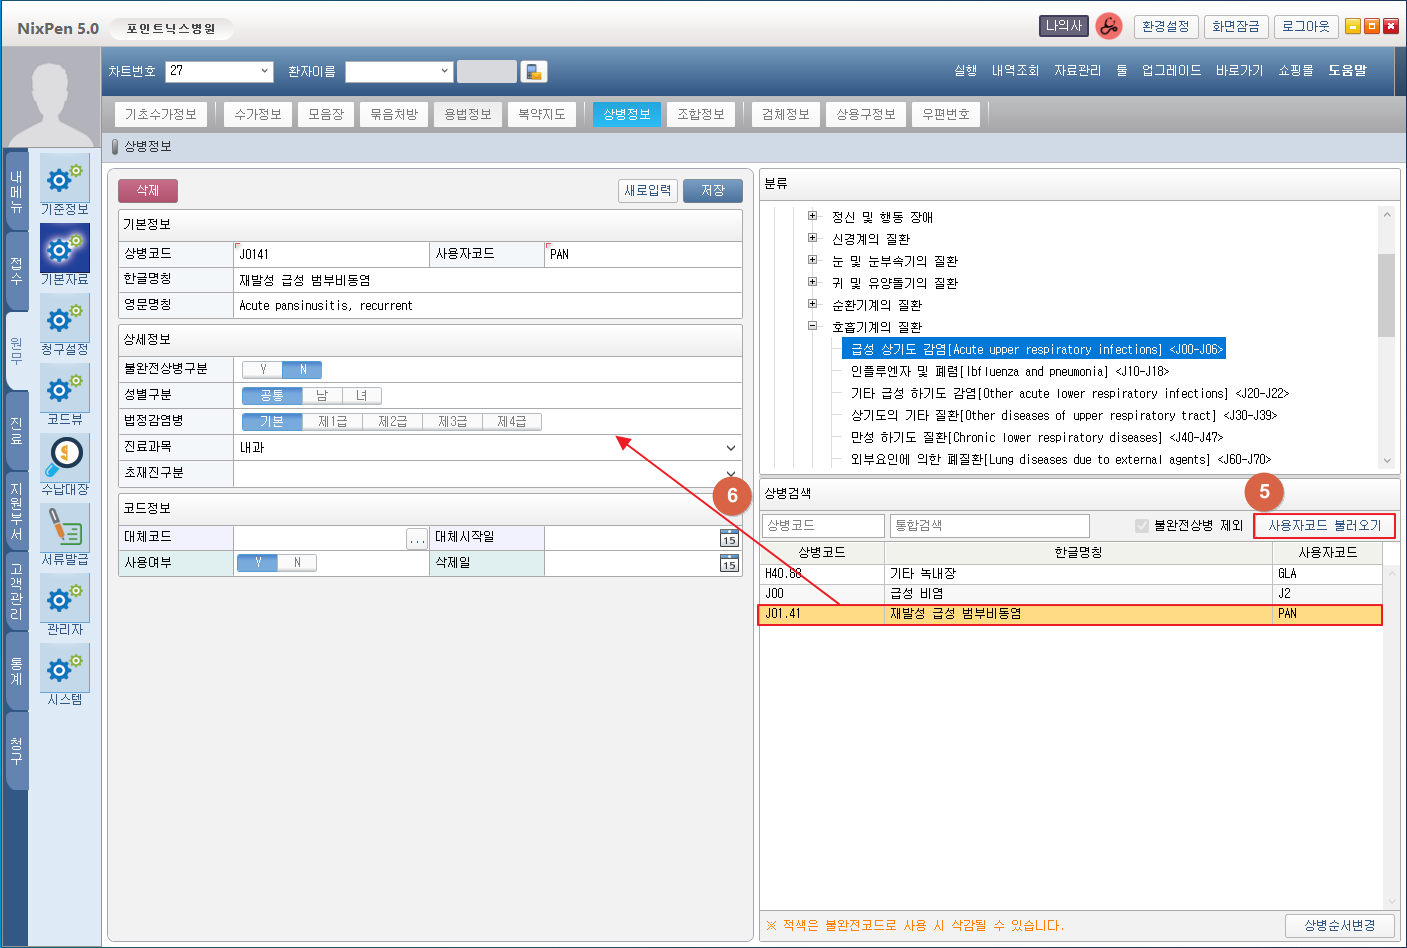 NixPen 5.0 포인트닉스병원 나의사 환경설정 화면잠금 로그아웃
차트번호 27 환자이름 실행 내역조회 자료관리 툴 업그레이드 바로가기 쇼핑몰 도움말
기초수가정보 수가정보 모음장 묶음처방 용법정보 복약지도 상병정보 조합정보 검체정보 상용구정보 우편번호
상병정보
내메뉴
접수
원무
진료
지원부서
고객관리
통계
청구
기준정보
기본자료
청구설정
코드뷰
수납대장
서류발급
관리자
시스템
삭제 새로입력 저장
기본정보
상병코드 J0141 사용자코드 PAN
한글명칭 재발성 급성 범부비동염
영문명칭 Acute pansinusitis, recurrent
상세정보
불완전상병구분 Y N
성별구분 공통 남 녀
법정감염병 기본 제1급 제2급 제3급 제4급
진료과목 내과
초재진구분
6
코드정보
대체코드 ... 대체시작일 15
사용여부 Y N 삭제일 15
분류
정신 및 행동 장애
신경계의 질환
눈 및 눈부속기의 질환
귀 및 유양돌기의 질환
순환기계의 질환
호흡기계의 질환
급성 상기도 감염[Acute upper respiratory infections] <J00-J06>
인플루엔자 및 폐렴[Ibfluenza and pneumonia] <J10-J18>
기타 급성 하기도 감염[Other acute lower respiratory infections] <J20-J22>
상기도의 기타 질환[Other diseases of upper respiratory tract] <J30-J39>
만성 하기도 질환[Chronic lower respiratory diseases] <J40-J47>
외부요인에 의한 폐질환[Lung diseases due to external agents] <J60-J70>
상병검색 5
상병코드 통합검색 불완전상병 제외 사용자코드 불러오기
상병코드 한글명칭 사용자코드
H40.88 기타 녹내장 GLA
J00 급성 비염 J2
J01.41 재발성 급성 범부비동염 PAN
※ 적색은 불완전코드로 사용 시 삭감될 수 있습니다. 상병순서변경